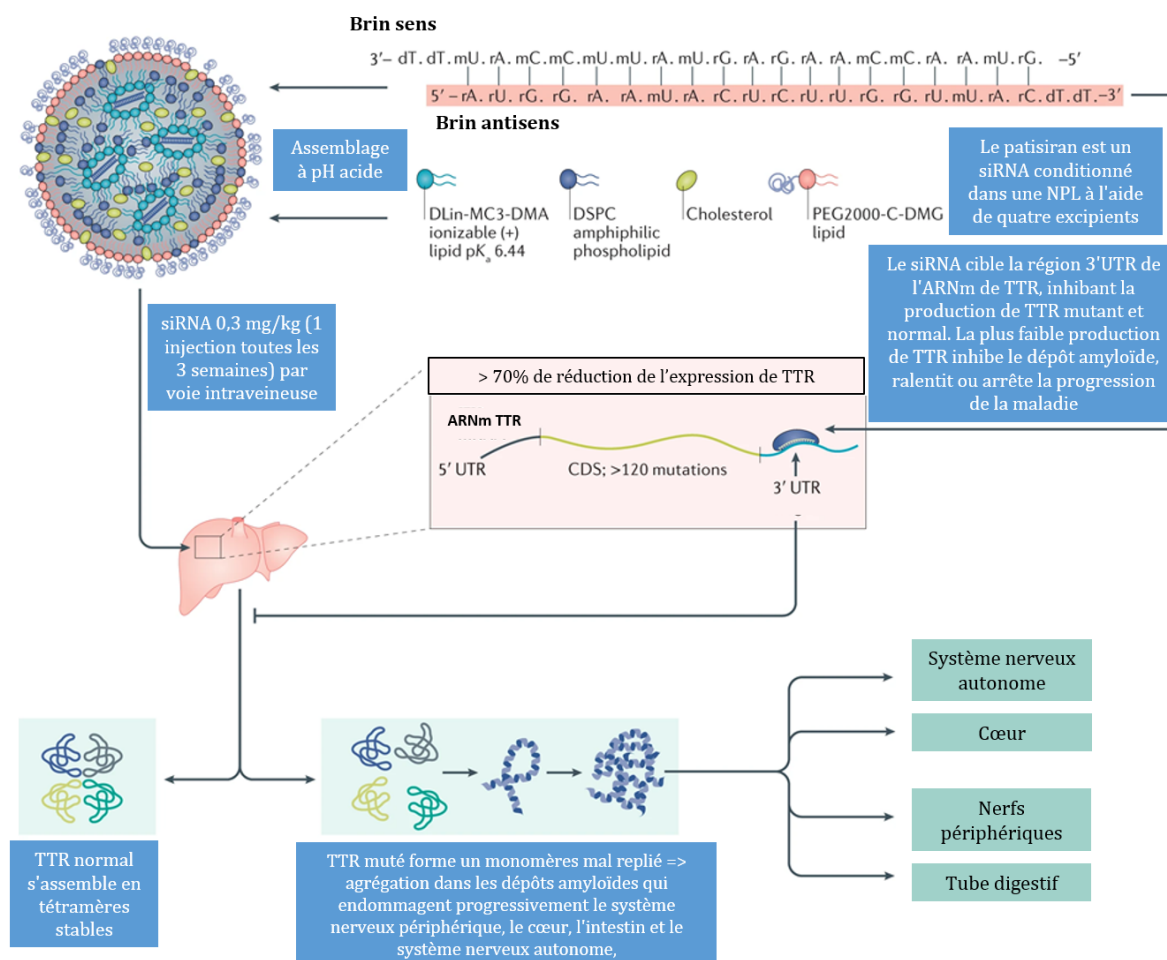 Brin sens
3′– dT. dT. mU. rA. mC. mC. mU. mU. rA. mU. rG. rA. rG. rA. rA. mC. mC. rA. rA. mU. rG. –5′
5′ – rA. rU. rG. rG. rA. rA. mU. rA. rC. rU. rC. rU. rU. rG. rG. rU. mU. rA. rC. dT. dT. –3′
Brin antisens
Assemblage
à pH acide
DLin-MC3-DMA
ionizable (+)
lipid pKa 6.44
DSPC
amphiphilic
phospholipid
Cholesterol
PEG2000-C-DMG
lipid
Le patisiran est un
siRNA conditionné
dans une NPL à l'aide
de quatre excipients
Le siRNA cible la région 3'UTR de
l'ARNm de TTR, inhibant la
production de TTR mutant et
normal. La plus faible production
de TTR inhibe le dépôt amyloïde,
ralentit ou arrête la progression
de la maladie
siRNA 0,3 mg/kg (1
injection toutes les
3 semaines) par
voie intraveineuse
> 70% de réduction de l’expression de TTR
ARNm TTR
5′ UTR
CDS; >120 mutations
3′ UTR
Système nerveux
autonome
Cœur
Nerfs
périphériques
Tube digestif
TTR normal
s'assemble en
tétramères
stables
TTR muté forme un monomères mal replié =>
agrégation dans les dépôts amyloïdes qui
endommagent progressivement le système
nerveux périphérique, le cœur, l'intestin et le
système nerveux autonome,